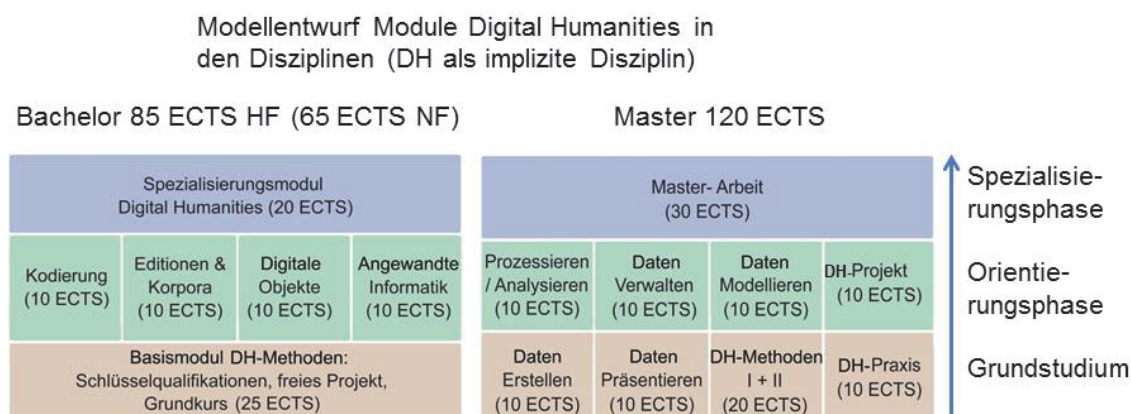 Modellentwurf Module Digital Humanities in
den Disziplinen (DH als implizite Disziplin)
Bachelor 85 ECTS HF (65 ECTS NF)
Master 120 ECTS
Spezialisierungsmodul
Digital Humanities (20 ECTS)
Master- Arbeit
(30 ECTS)
Spezialisie-
rungsphase
Kodierung
(10 ECTS)
Editionen &
Korpora
(10 ECTS)
Digitale
Objekte
(10 ECTS)
Angewandte
Informatik
(10 ECTS)
Prozessieren
/ Analysieren
(10 ECTS)
Daten
Verwalten
(10 ECTS)
Daten
Modellieren
(10 ECTS)
DH-Projekt
(10 ECTS)
Orientie-
rungsphase
Basismodul DH-Methoden:
Schlüsselqualifikationen, freies Projekt,
Grundkurs (25 ECTS)
Daten
Erstellen
(10 ECTS)
Daten
Präsentieren
(10 ECTS)
DH-Methoden
I + II
(20 ECTS)
DH-Praxis
(10 ECTS)
Grundstudium